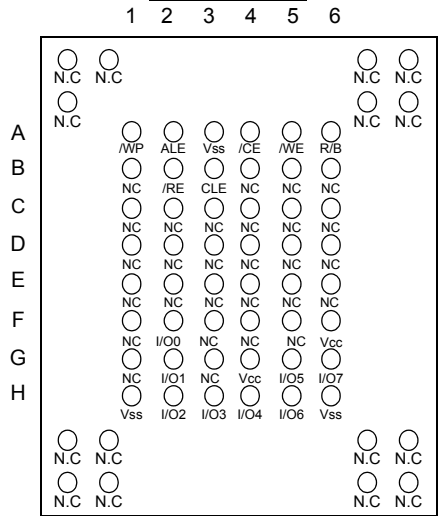 1 2 3 4 5 6
N.C N.C N.C N.C
N.C N.C N.C
A
/WP ALE Vss /CE /WE R/B
B
NC /RE CLE NC NC NC
C
NC NC NC NC NC NC
D
NC NC NC NC NC NC
E
NC NC NC NC NC NC
F
NC I/O0 NC NC NC Vcc
G
NC I/O1 NC Vcc I/O5 I/O7
H
Vss I/O2 I/O3 I/O4 I/O6 Vss
N.C N.C N.C N.C
N.C N.C N.C N.C